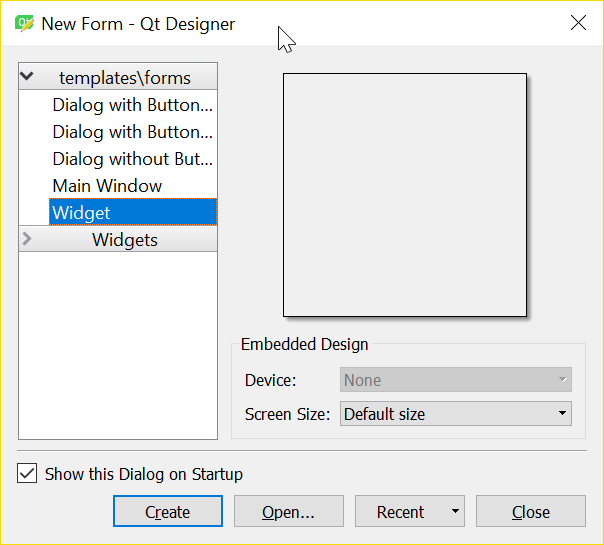 New Form - Qt Designer
templates\forms
Dialog with Button...
Dialog with Button...
Dialog without But...
Main Window
Widget
Widgets
Embedded Design
Device: None
Screen Size: Default size
Show this Dialog on Startup
Create Open... Recent Close